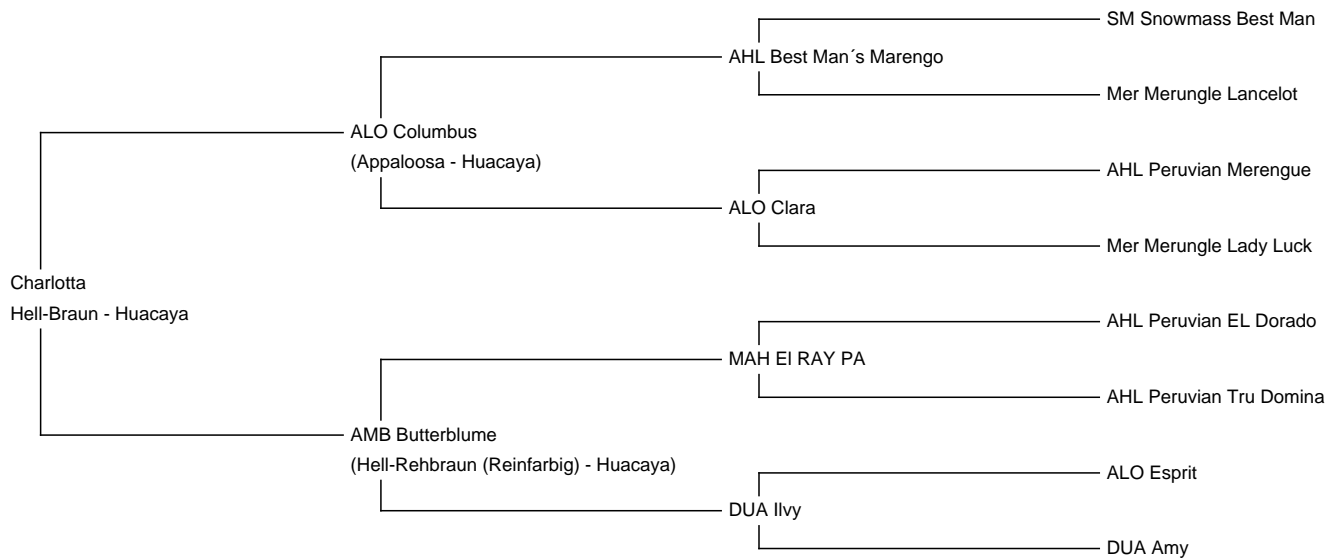 SM Snowmass Best Man
AHL Best Man´s Marengo
Mer Merungle Lancelot
ALO Columbus
(Appaloosa - Huacaya)
AHL Peruvian Merengue
ALO Clara
Mer Merungle Lady Luck
Charlotta
Hell-Braun - Huacaya
AHL Peruvian EL Dorado
MAH El RAY PA
AHL Peruvian Tru Domina
AMB Butterblume
(Hell-Rehbraun (Reinfarbig) - Huacaya)
ALO Esprit
DUA Ilvy
DUA Amy